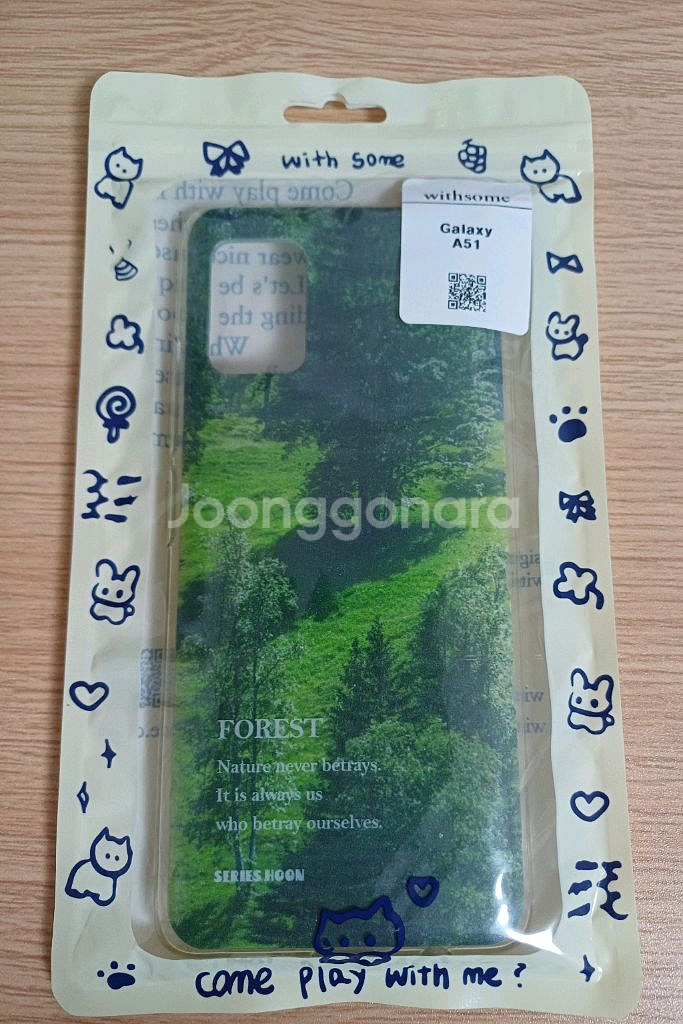 with some
Come play with
withsome
Galaxy
A51
wear nic
Let's be
ding the
Wh
Joonggonara
FOREST
Nature never betrays.
It is always us
who betray ourselves.
SERIES HOON
come play with me?